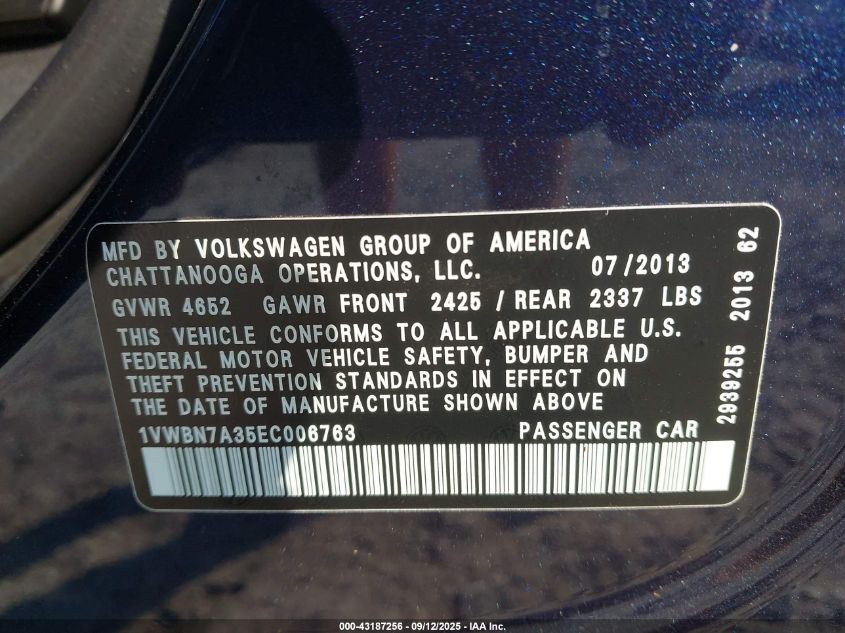 MFD BY VOLKSWAGEN GROUP OF AMERICA
CHATTANOOGA OPERATIONS, LLC. 07/2013
GVWR 4652 GAWR FRONT 2425 / REAR 2337 LBS
THIS VEHICLE CONFORMS TO ALL APPLICABLE U.S.
FEDERAL MOTOR VEHICLE SAFETY, BUMPER AND
THEFT PREVENTION STANDARDS IN EFFECT ON
THE DATE OF MANUFACTURE SHOWN ABOVE
1VWBN7A35EC006763 PASSENGER CAR
2939255 2013 62
000-43187256 - 09/12/2025 - IAA Inc.